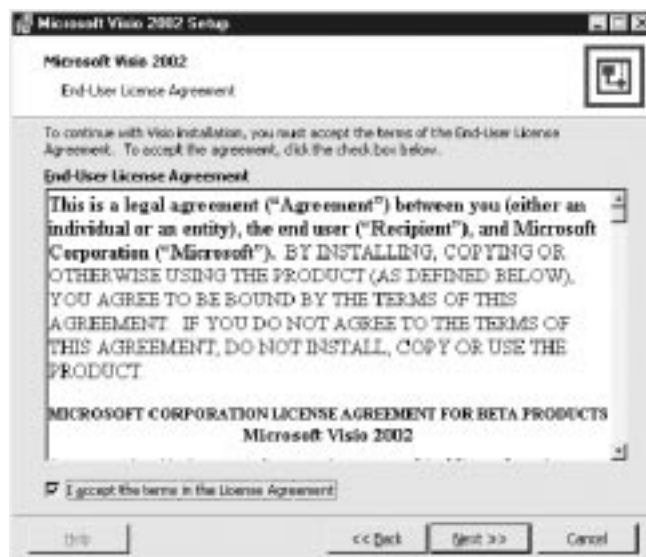 Microsoft Visio 2002 Setup
Microsoft Visio 2002
End-User License Agreement
To continue with Visio installation, you must accept the terms of the End-User License
Agreement. To accept the agreement, click the check box below.
End-User License Agreement
This is a legal agreement (“Agreement”) between you (either an
individual or an entity), the end user (“Recipient”), and Microsoft
Corporation (“Microsoft”). BY INSTALLING, COPYING OR
OTHERWISE USING THE PRODUCT (AS DEFINED BELOW),
YOU AGREE TO BE BOUND BY THE TERMS OF THIS
AGREEMENT. IF YOU DO NOT AGREE TO THE TERMS OF
THIS AGREEMENT, DO NOT INSTALL, COPY OR USE THE
PRODUCT.
MICROSOFT CORPORATION LICENSE AGREEMENT FOR BETA PRODUCTS
Microsoft Visio 2002
I accept the terms in the License Agreement
Help
<< Back
Next >>
Cancel